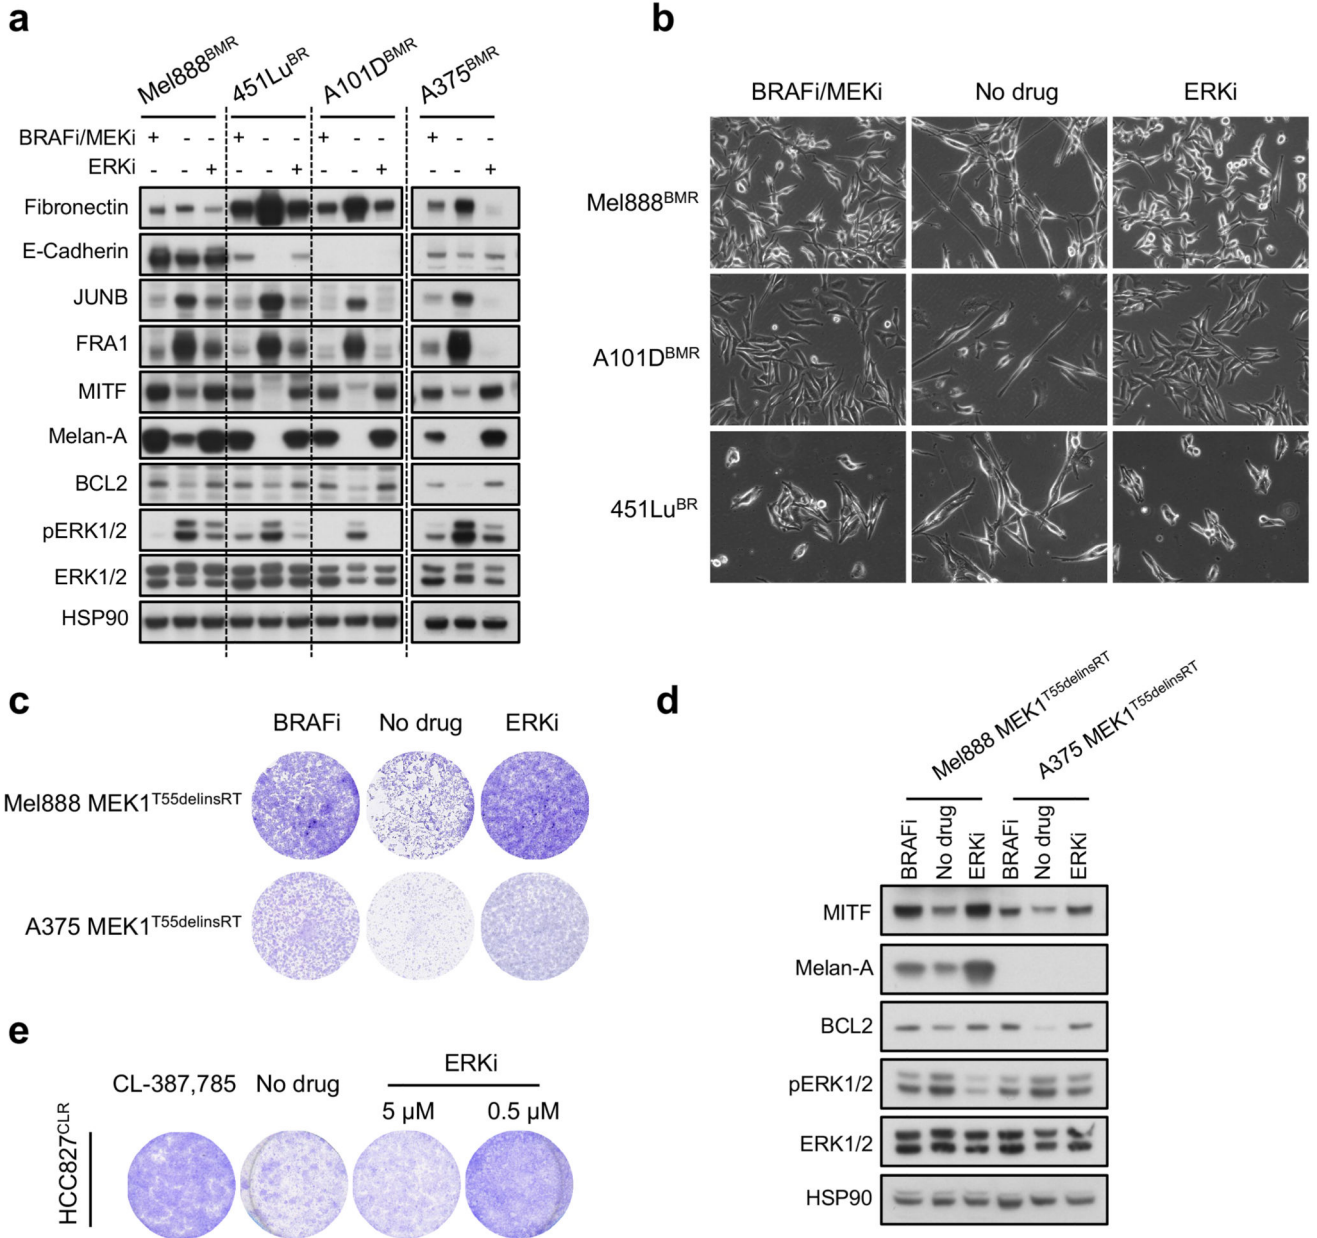 a
Mel888BMR 451LuBR A101DBMR A375BMR
BRAFi/MEKi + - - + - - + - - + - -
ERKi - - + - - + - - + - - +
Fibronectin
E-Cadherin
JUNB
FRA1
MITF
Melan-A
BCL2
pERK1/2
ERK1/2
HSP90
b
BRAFi/MEKi No drug ERKi
Mel888BMR
A101DBMR
451LuBR
c
BRAFi No drug ERKi
Mel888 MEK1T55delinsRT
A375 MEK1T55delinsRT
d
Mel888 MEK1T55delinsRT A375 MEK1T55delinsRT
BRAFi No drug ERKi BRAFi No drug ERKi
MITF
Melan-A
BCL2
pERK1/2
ERK1/2
HSP90
e
ERKi
CL-387,785 No drug
5 µM 0.5 µM
HCC827CLR